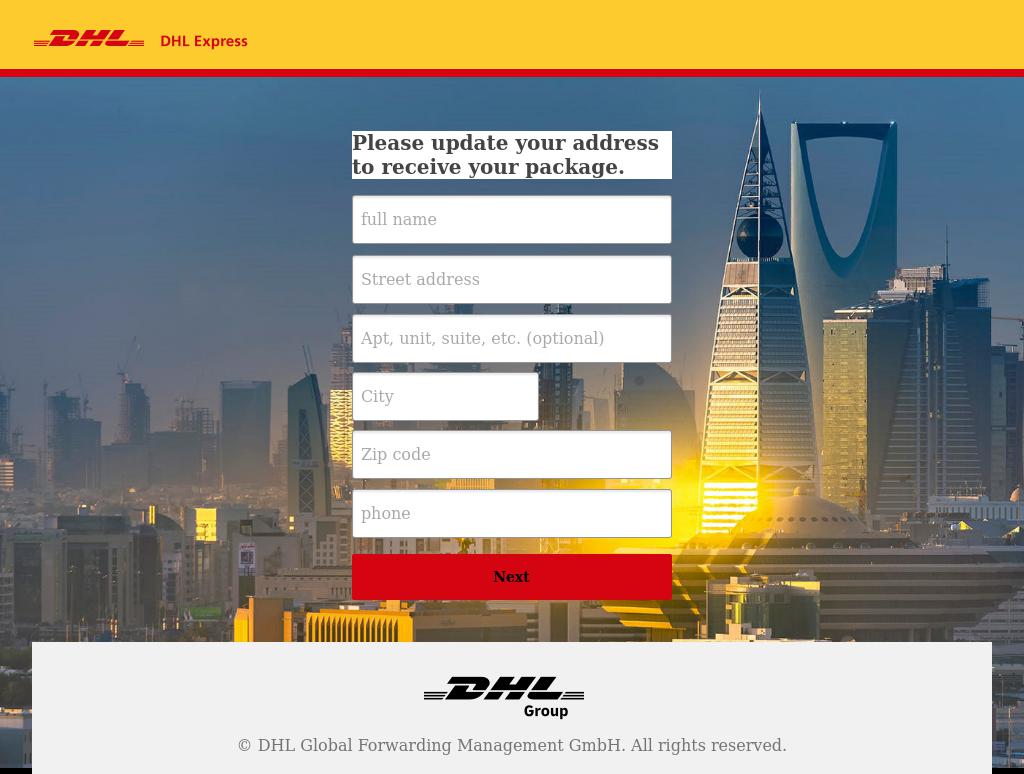 DHL DHL Express
Please update your address
to receive your package.
full name
Street address
Apt, unit, suite, etc. (optional)
City
Zip code
phone
Next
DHL
Group
© DHL Global Forwarding Management GmbH. All rights reserved.